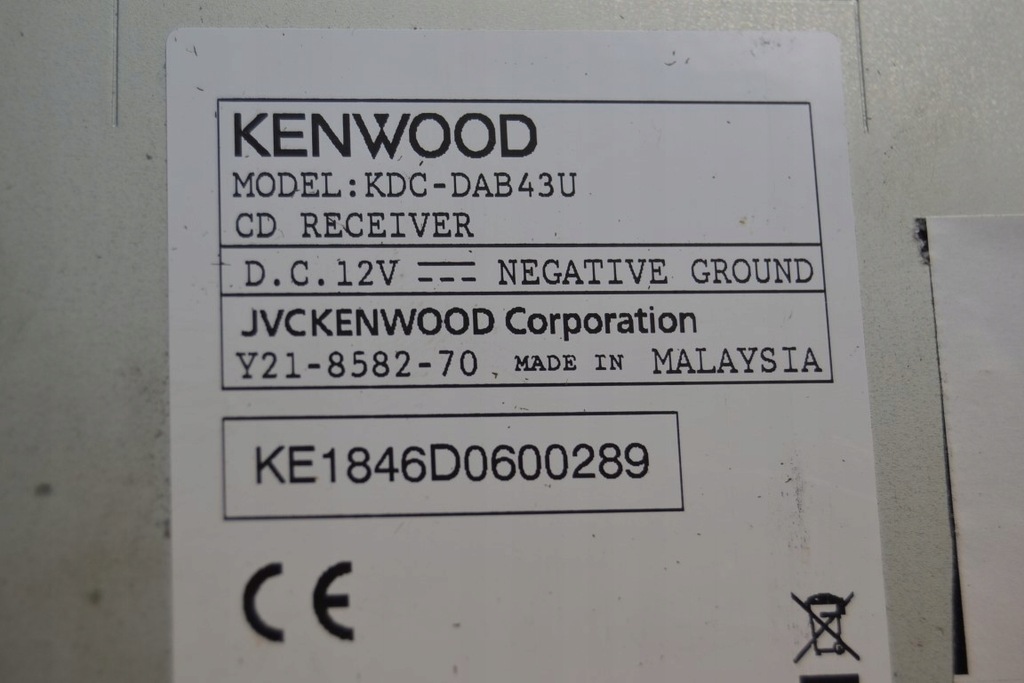 KENWOOD
MODEL:KDC-DAB43U
CD RECEIVER
D.C.12V ⎓ NEGATIVE GROUND
JVCKENWOOD Corporation
Y21-8582-70 MADE IN MALAYSIA
KE1846D0600289
CE